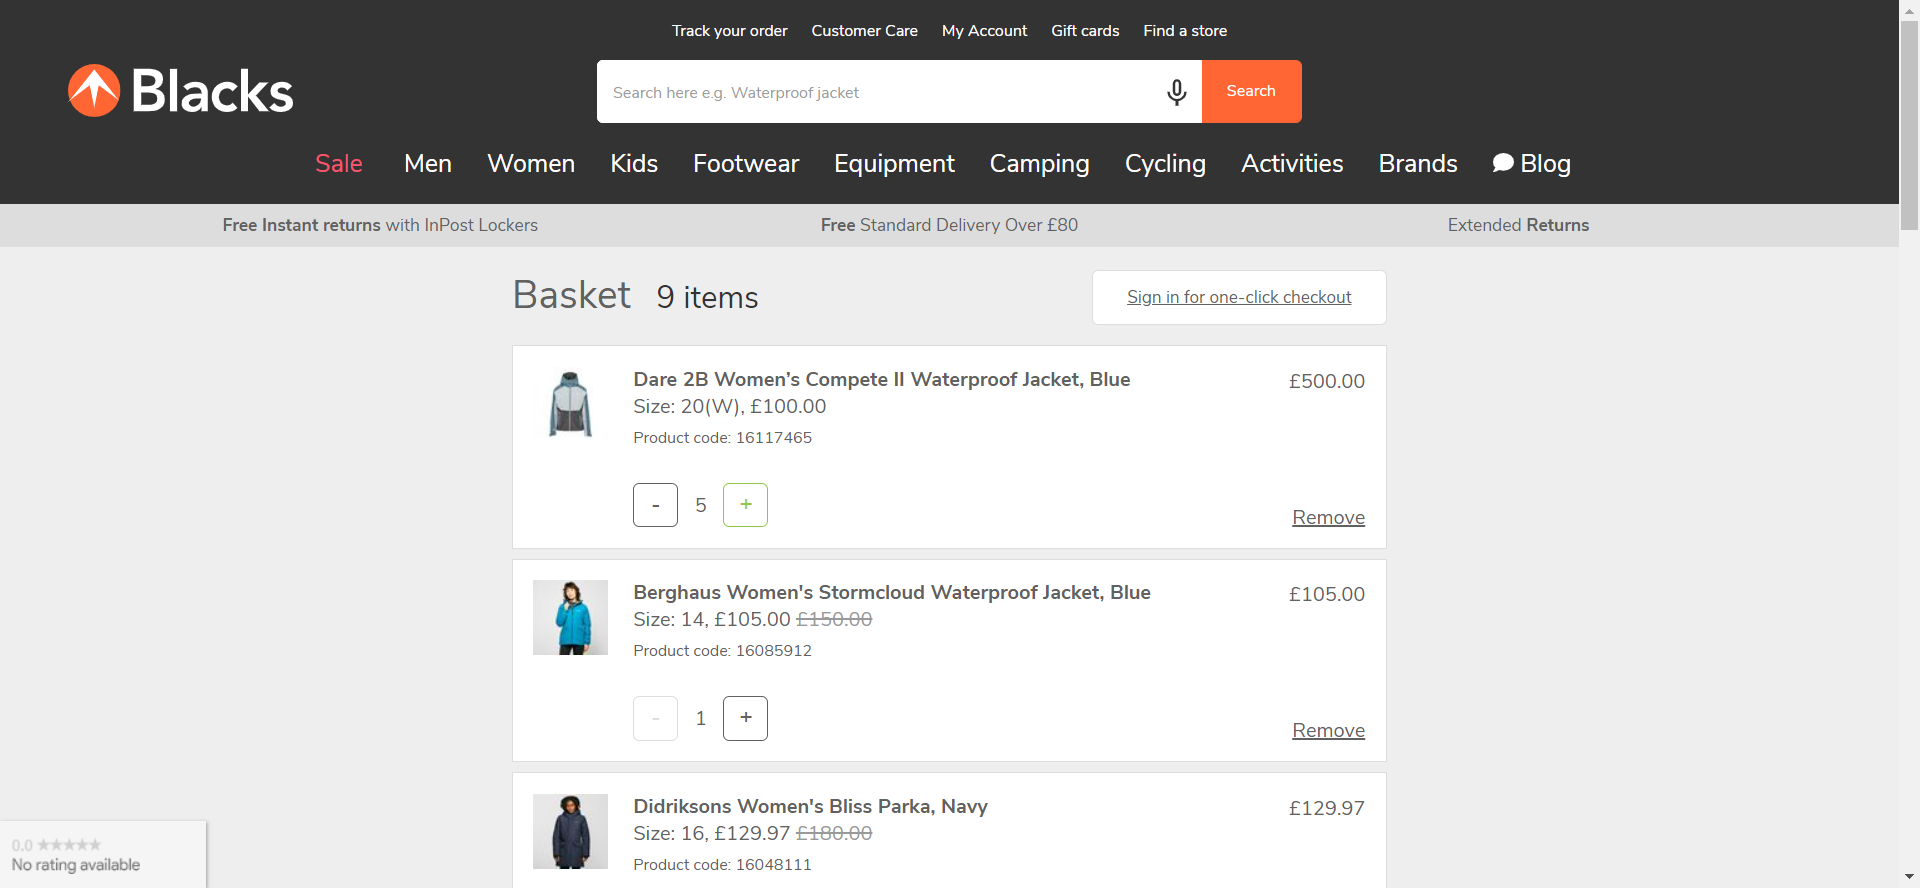 Track your order Customer Care My Account Gift cards Find a store
Blacks
Search here e.g. Waterproof jacket
Search
Sale Men Women Kids Footwear Equipment Camping Cycling Activities Brands Blog
Free Instant returns with InPost Lockers
Free Standard Delivery Over £80
Extended Returns
Basket 9 items
Sign in for one-click checkout
Dare 2B Women’s Compete II Waterproof Jacket, Blue
£500.00
Size: 20(W), £100.00
Product code: 16117465
- 5 +
Remove
Berghaus Women's Stormcloud Waterproof Jacket, Blue
£105.00
Size: 14, £105.00 £150.00
Product code: 16085912
- 1 +
Remove
Didriksons Women's Bliss Parka, Navy
£129.97
Size: 16, £129.97 £180.00
Product code: 16048111
0.0 ★★★★★
No rating available